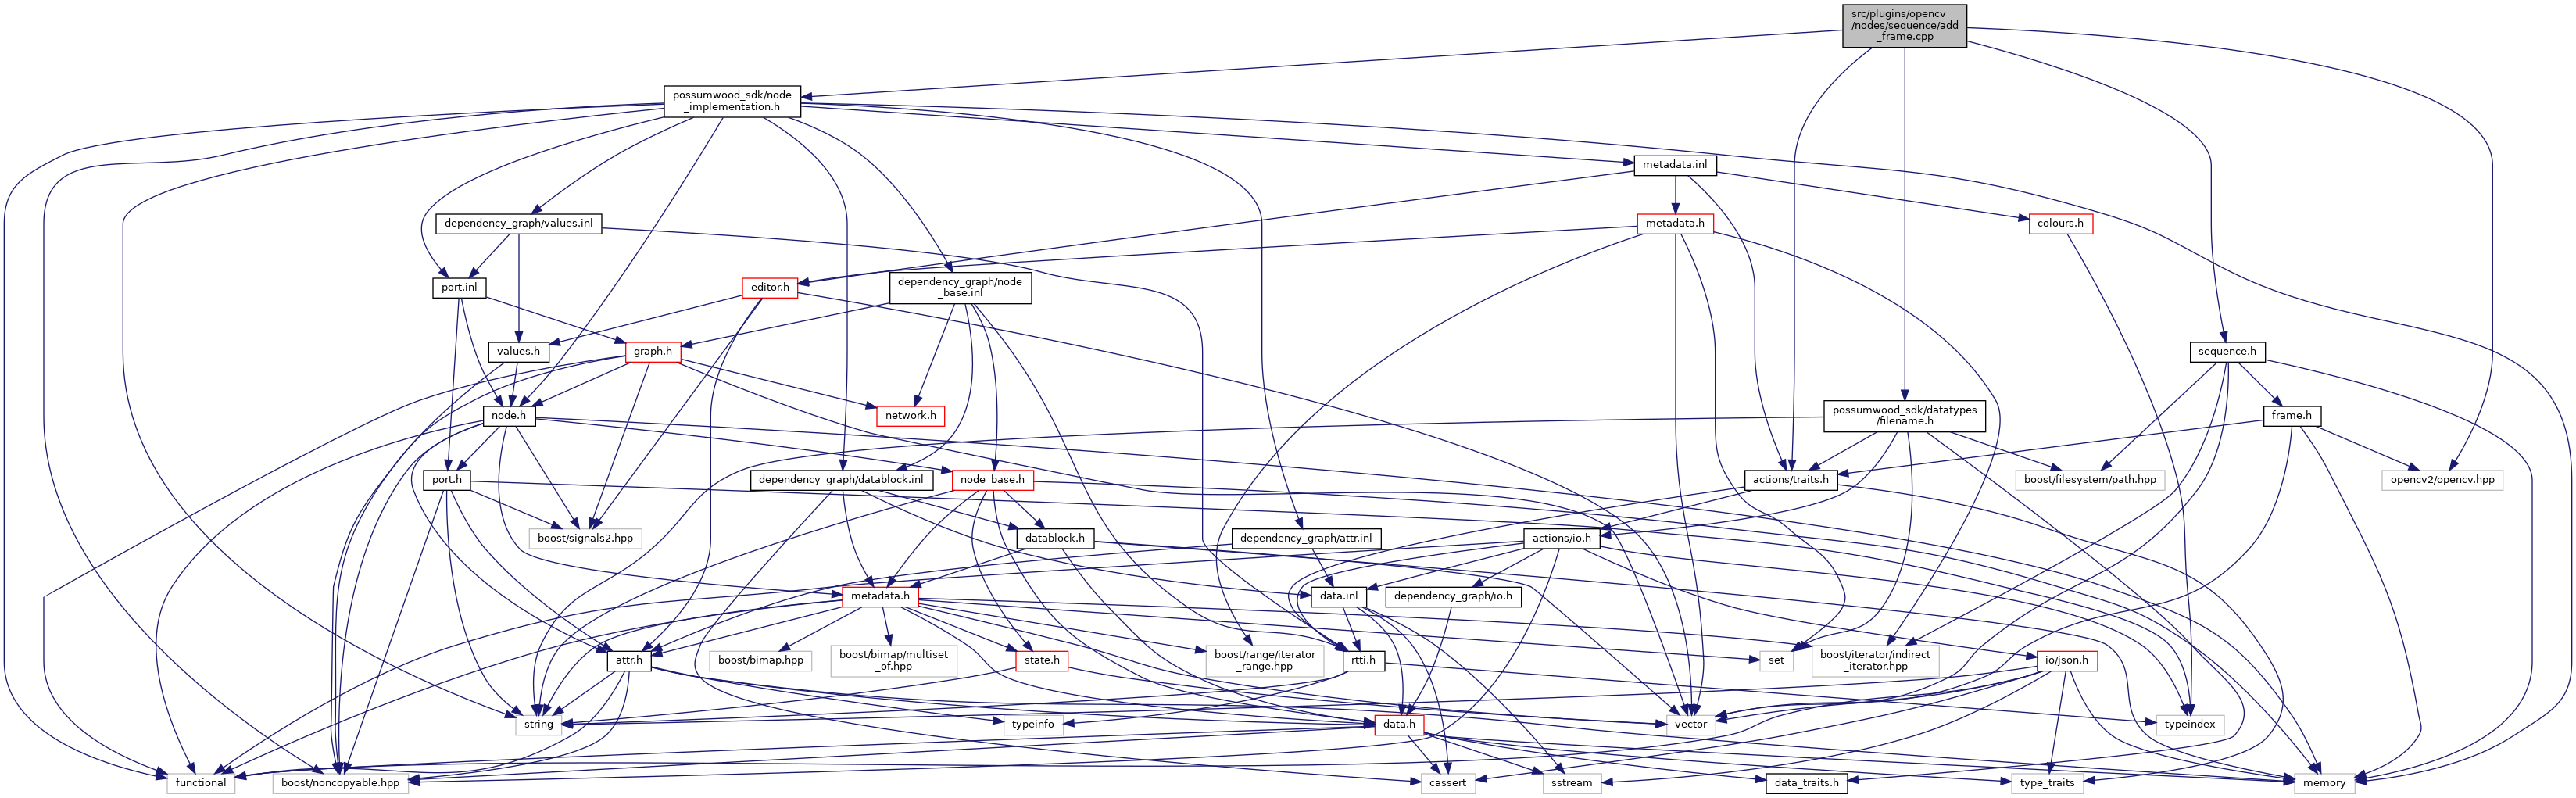 src/plugins/opencv
/nodes/sequence/add
_frame.cpp
possumwood_sdk/node
_implementation.h
metadata.inl
dependency_graph/values.inl
metadata.h
colours.h
port.inl
editor.h
dependency_graph/node
_base.inl
values.h
graph.h
sequence.h
node.h
network.h
possumwood_sdk/datatypes
/filename.h
frame.h
port.h
dependency_graph/datablock.inl
node_base.h
actions/traits.h
boost/filesystem/path.hpp
opencv2/opencv.hpp
boost/signals2.hpp
datablock.h
dependency_graph/attr.inl
actions/io.h
metadata.h
data.inl
dependency_graph/io.h
attr.h
boost/bimap.hpp
boost/bimap/multiset
_of.hpp
state.h
boost/range/iterator
_range.hpp
rtti.h
set
boost/iterator/indirect
_iterator.hpp
io/json.h
string
typeinfo
data.h
vector
typeindex
functional
boost/noncopyable.hpp
cassert
sstream
data_traits.h
type_traits
memory